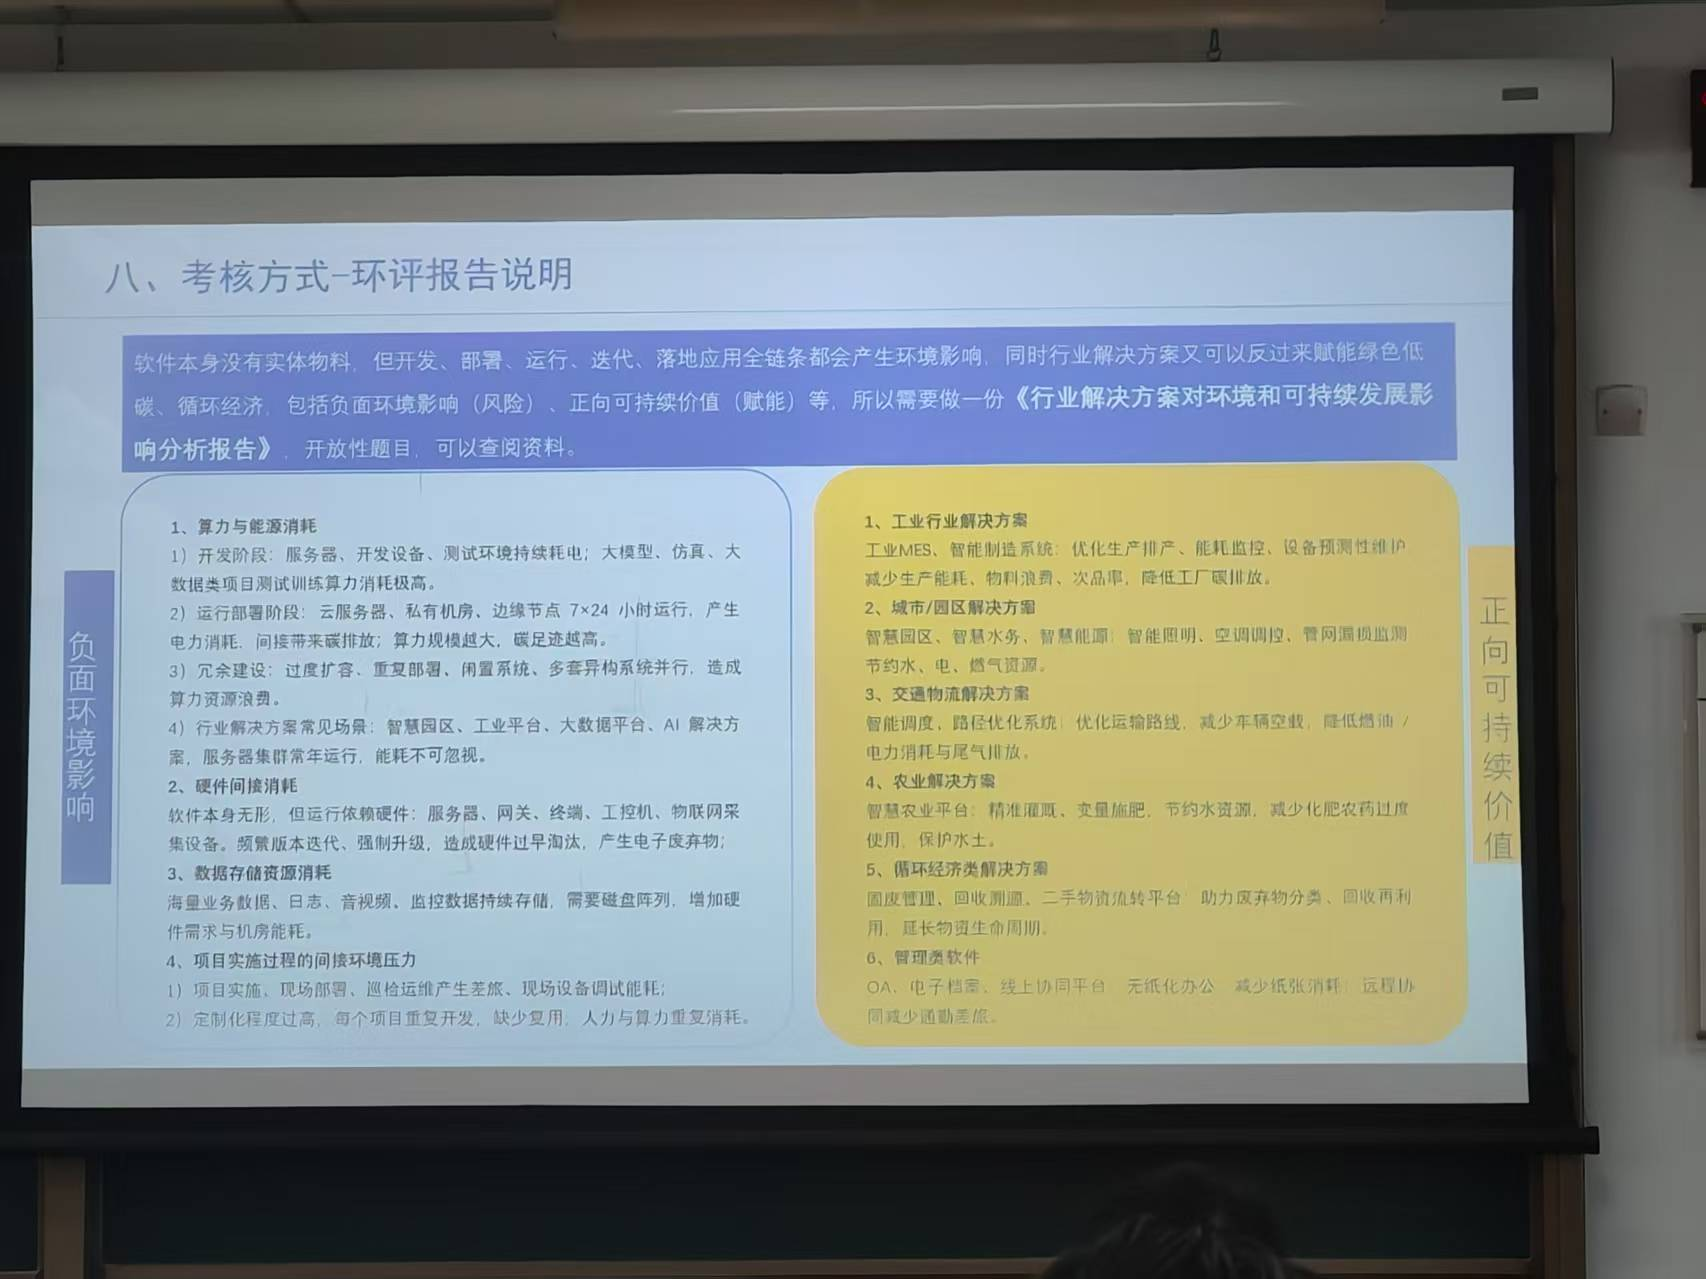 八、考核方式-环评报告说明
软件本身没有实体物料，但开发、部署、运行、迭代、落地应用全链条都会产生环境影响，同时行业解决方案又可以反过来赋能绿色低
碳、循环经济，包括负面环境影响（风险）、正向可持续价值（赋能）等，所以需要做一份《行业解决方案对环境和可持续发展影
响分析报告》，开放性题目，可以查阅资料。
负面环境影响
1、算力与能源消耗
1）开发阶段：服务器、开发设备、测试环境持续耗电；大模型、仿真、大
数据类项目测试训练算力消耗极高。
2）运行部署阶段：云服务器、私有机房、边缘节点 7×24 小时运行，产生
电力消耗，间接带来碳排放；算力规模越大，碳足迹越高。
3）冗余建设：过度扩容、重复部署、闲置系统、多套异构系统并行，造成
算力资源浪费。
4）行业解决方案常见场景：智慧园区、工业平台、大数据平台、AI 解决方
案，服务器集群常年运行，能耗不可忽视。
2、硬件间接消耗
软件本身无形，但运行依赖硬件：服务器、网关、终端、工控机、物联网采
集设备。频繁版本迭代、强制升级，造成硬件过早淘汰，产生电子废弃物；
3、数据存储资源消耗
海量业务数据、日志、音视频、监控数据持续存储，需要磁盘阵列，增加硬
件需求与机房能耗。
4、项目实施过程的间接环境压力
1）项目实施、现场部署、巡检运维产生差旅、现场设备调试能耗；
2）定制化程度过高，每个项目重复开发，缺少复用，人力与算力重复消耗。
1、工业行业解决方案
工业MES、智能制造系统：优化生产排产、能耗监控、设备预测性维护
减少生产能耗、物料浪费、次品率，降低工厂碳排放。
2、城市/园区解决方案
智慧园区、智慧水务、智慧能源：智能照明、空调调控、管网漏损监测
节约水、电、燃气资源。
3、交通物流解决方案
智能调度、路径优化系统：优化运输路线，减少车辆空载，降低燃油 /
电力消耗与尾气排放。
4、农业解决方案
智慧农业平台：精准灌溉、变量施肥，节约水资源，减少化肥农药过度
使用，保护水土。
5、循环经济类解决方案
固废管理、回收溯源、二手物资流转平台：助力废弃物分类、回收再利
用，延长物资生命周期。
6、管理类软件
OA、电子档案、线上协同平台：无纸化办公，减少纸张消耗；远程协
同减少通勤差旅。
正向可持续价值